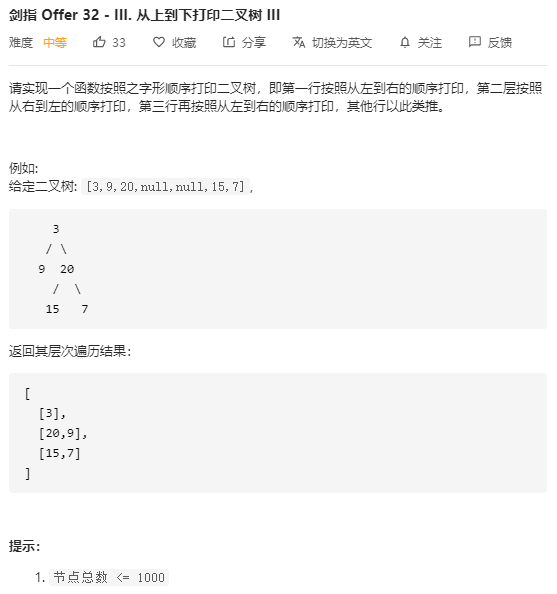 剑指 Offer 32 - III. 从上到下打印二叉树 III
难度 中等 33 收藏 分享 切换为英文 关注 反馈
请实现一个函数按照之字形顺序打印二叉树，即第一行按照从左到右的顺序打印，第二层按照
从右到左的顺序打印，第三行再按照从左到右的顺序打印，其他行以此类推。
例如:
给定二叉树: [3,9,20,null,null,15,7],
3
/ \
9 20
/ \
15 7
返回其层次遍历结果：
[
[3],
[20,9],
[15,7]
]
提示：
1. 节点总数 <= 1000